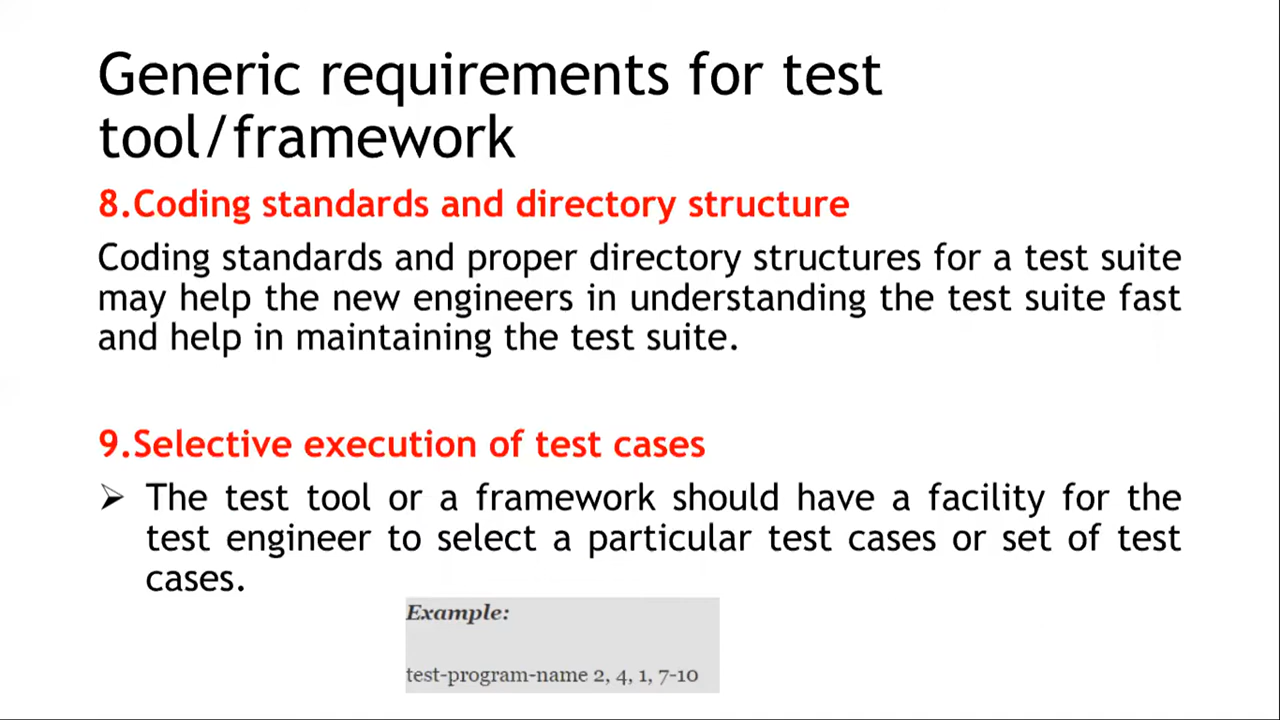 Generic requirements for test
tool/framework
8.Coding standards and directory structure
Coding standards and proper directory structures for a test suite
may help the new engineers in understanding the test suite fast
and help in maintaining the test suite.
9.Selective execution of test cases
➢ The test tool or a framework should have a facility for the
test engineer to select a particular test cases or set of test
cases.
Example:
test-program-name 2, 4, 1, 7-10